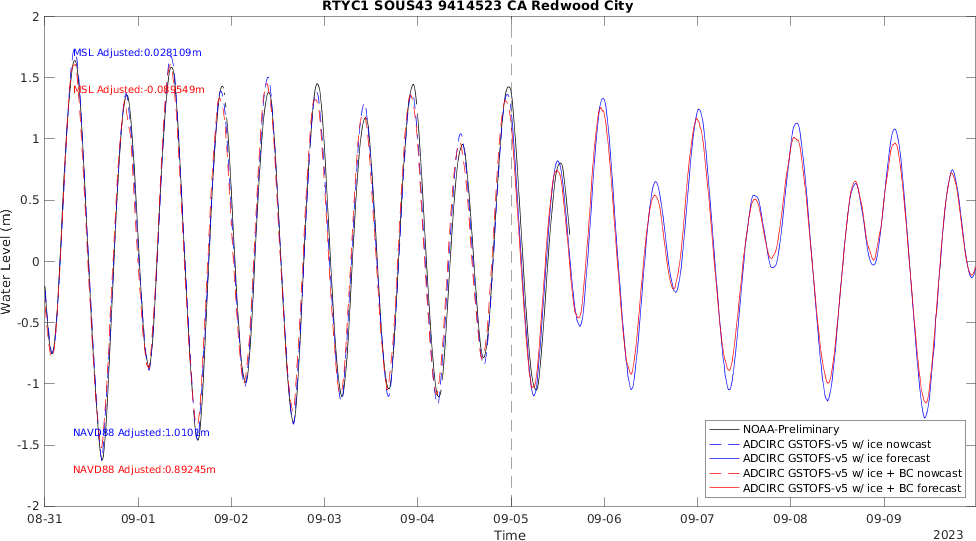 RTYC1 SOUS43 9414523 CA Redwood City
2
1.5
1
0.5
0
-0.5
-1
-1.5
-2
Water Level (m)
MSL Adjusted:0.028109m
MSL Adjusted:-0.089549m
NAVD88 Adjusted:1.0101m
NAVD88 Adjusted:0.89245m
NOAA-Preliminary
ADCIRC GSTOFS-v5 w/ ice nowcast
ADCIRC GSTOFS-v5 w/ ice forecast
ADCIRC GSTOFS-v5 w/ ice + BC nowcast
ADCIRC GSTOFS-v5 w/ ice + BC forecast
08-31 09-01 09-02 09-03 09-04 09-05 09-06 09-07 09-08 09-09
Time
2023